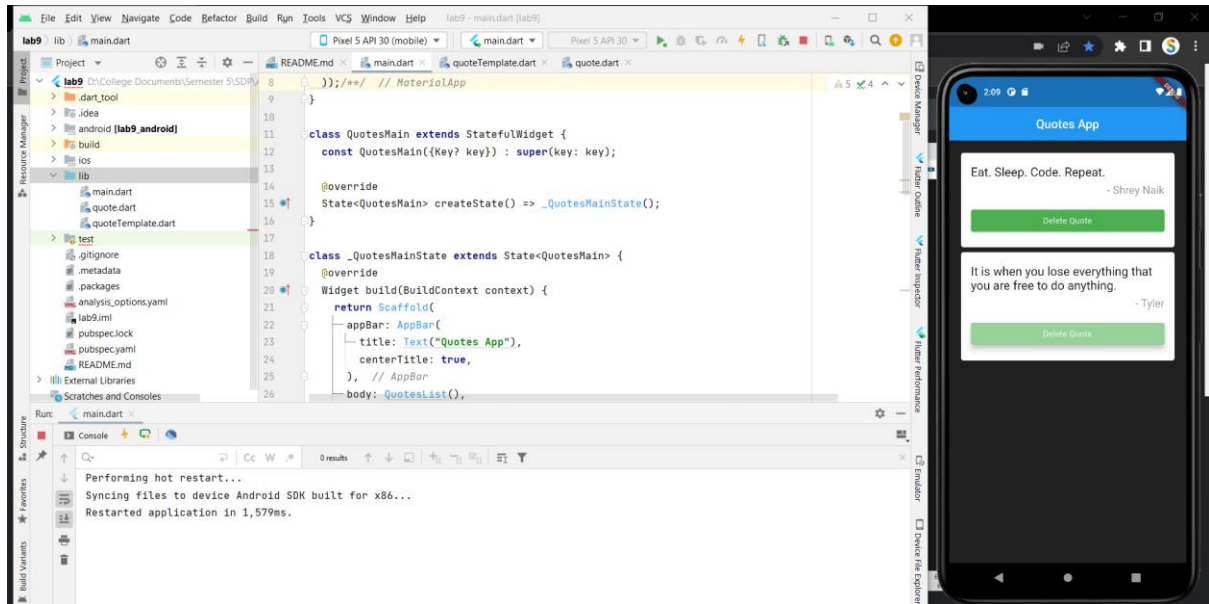 File Edit View Navigate Code Refactor Build Run Tools VCS Window Help lab9 - main.dart [lab9]
lab9 lib main.dart Pixel 5 API 30 (mobile) main.dart Pixel 5 API 30
Project README.md main.dart quoteTemplate.dart quote.dart
lab9 D:\College Documents\Semester 5\SDP\
.dart_tool
.idea
android [lab9_android]
build
ios
lib
main.dart
quote.dart
quoteTemplate.dart
test
.gitignore
.metadata
.packages
analysis_options.yaml
lab9.iml
pubspec.lock
pubspec.yaml
README.md
External Libraries
Scratches and Consoles
8 ));/**/ // MaterialApp
9 }
10
11 class QuotesMain extends StatefulWidget {
12 const QuotesMain({Key? key}) : super(key: key);
13
14 @override
15 State<QuotesMain> createState() => _QuotesMainState();
16 }
17
18 class _QuotesMainState extends State<QuotesMain> {
19 @override
20 Widget build(BuildContext context) {
21 return Scaffold(
22 appBar: AppBar(
23 title: Text("Quotes App"),
24 centerTitle: true,
25 ), // AppBar
26 body: QuotesList(),
5 4
Project
Resource Manager
Structure
Favorites
Build Variants
Device Manager
Flutter Outline
Flutter Inspector
Flutter Performance
Emulator
Device File Explorer
Run: main.dart
Console
Q- Cc W .* 0 results
Performing hot restart...
Syncing files to device Android SDK built for x86...
Restarted application in 1,579ms.
S
2:09
Quotes App
Eat. Sleep. Code. Repeat.
- Shrey Naik
Delete Quote
It is when you lose everything that
you are free to do anything.
- Tyler
Delete Quote